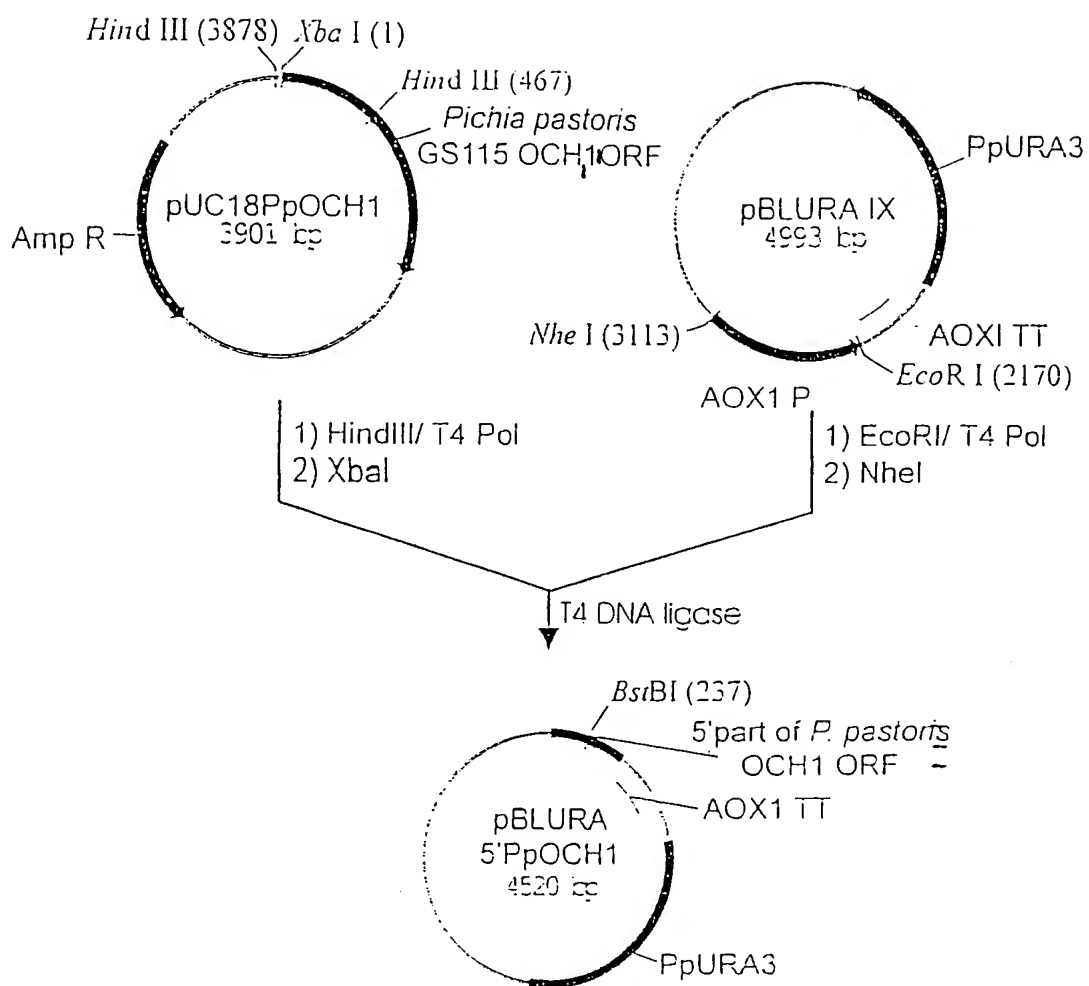 Hind III (3878)
Xba I (1)
Hind III (467)
Pichia pastoris
GS115 OCH1 ORF
pUC18PpOCH1
3901 bp
Amp R
PpURA3
pBLURA IX
4993 bp
Nhe I (3113)
AOXI TT
EcoR I (2170)
AOX1 P
1) HindIII/ T4 Pol
2) XbaI
1) EcoRI/ T4 Pol
2) NheI
T4 DNA ligase
BstBI (237)
5'part of P. pastoris
OCH1 ORF
AOX1 TT
pBLURA
5'PpOCH1
4520 bp
PpURA3